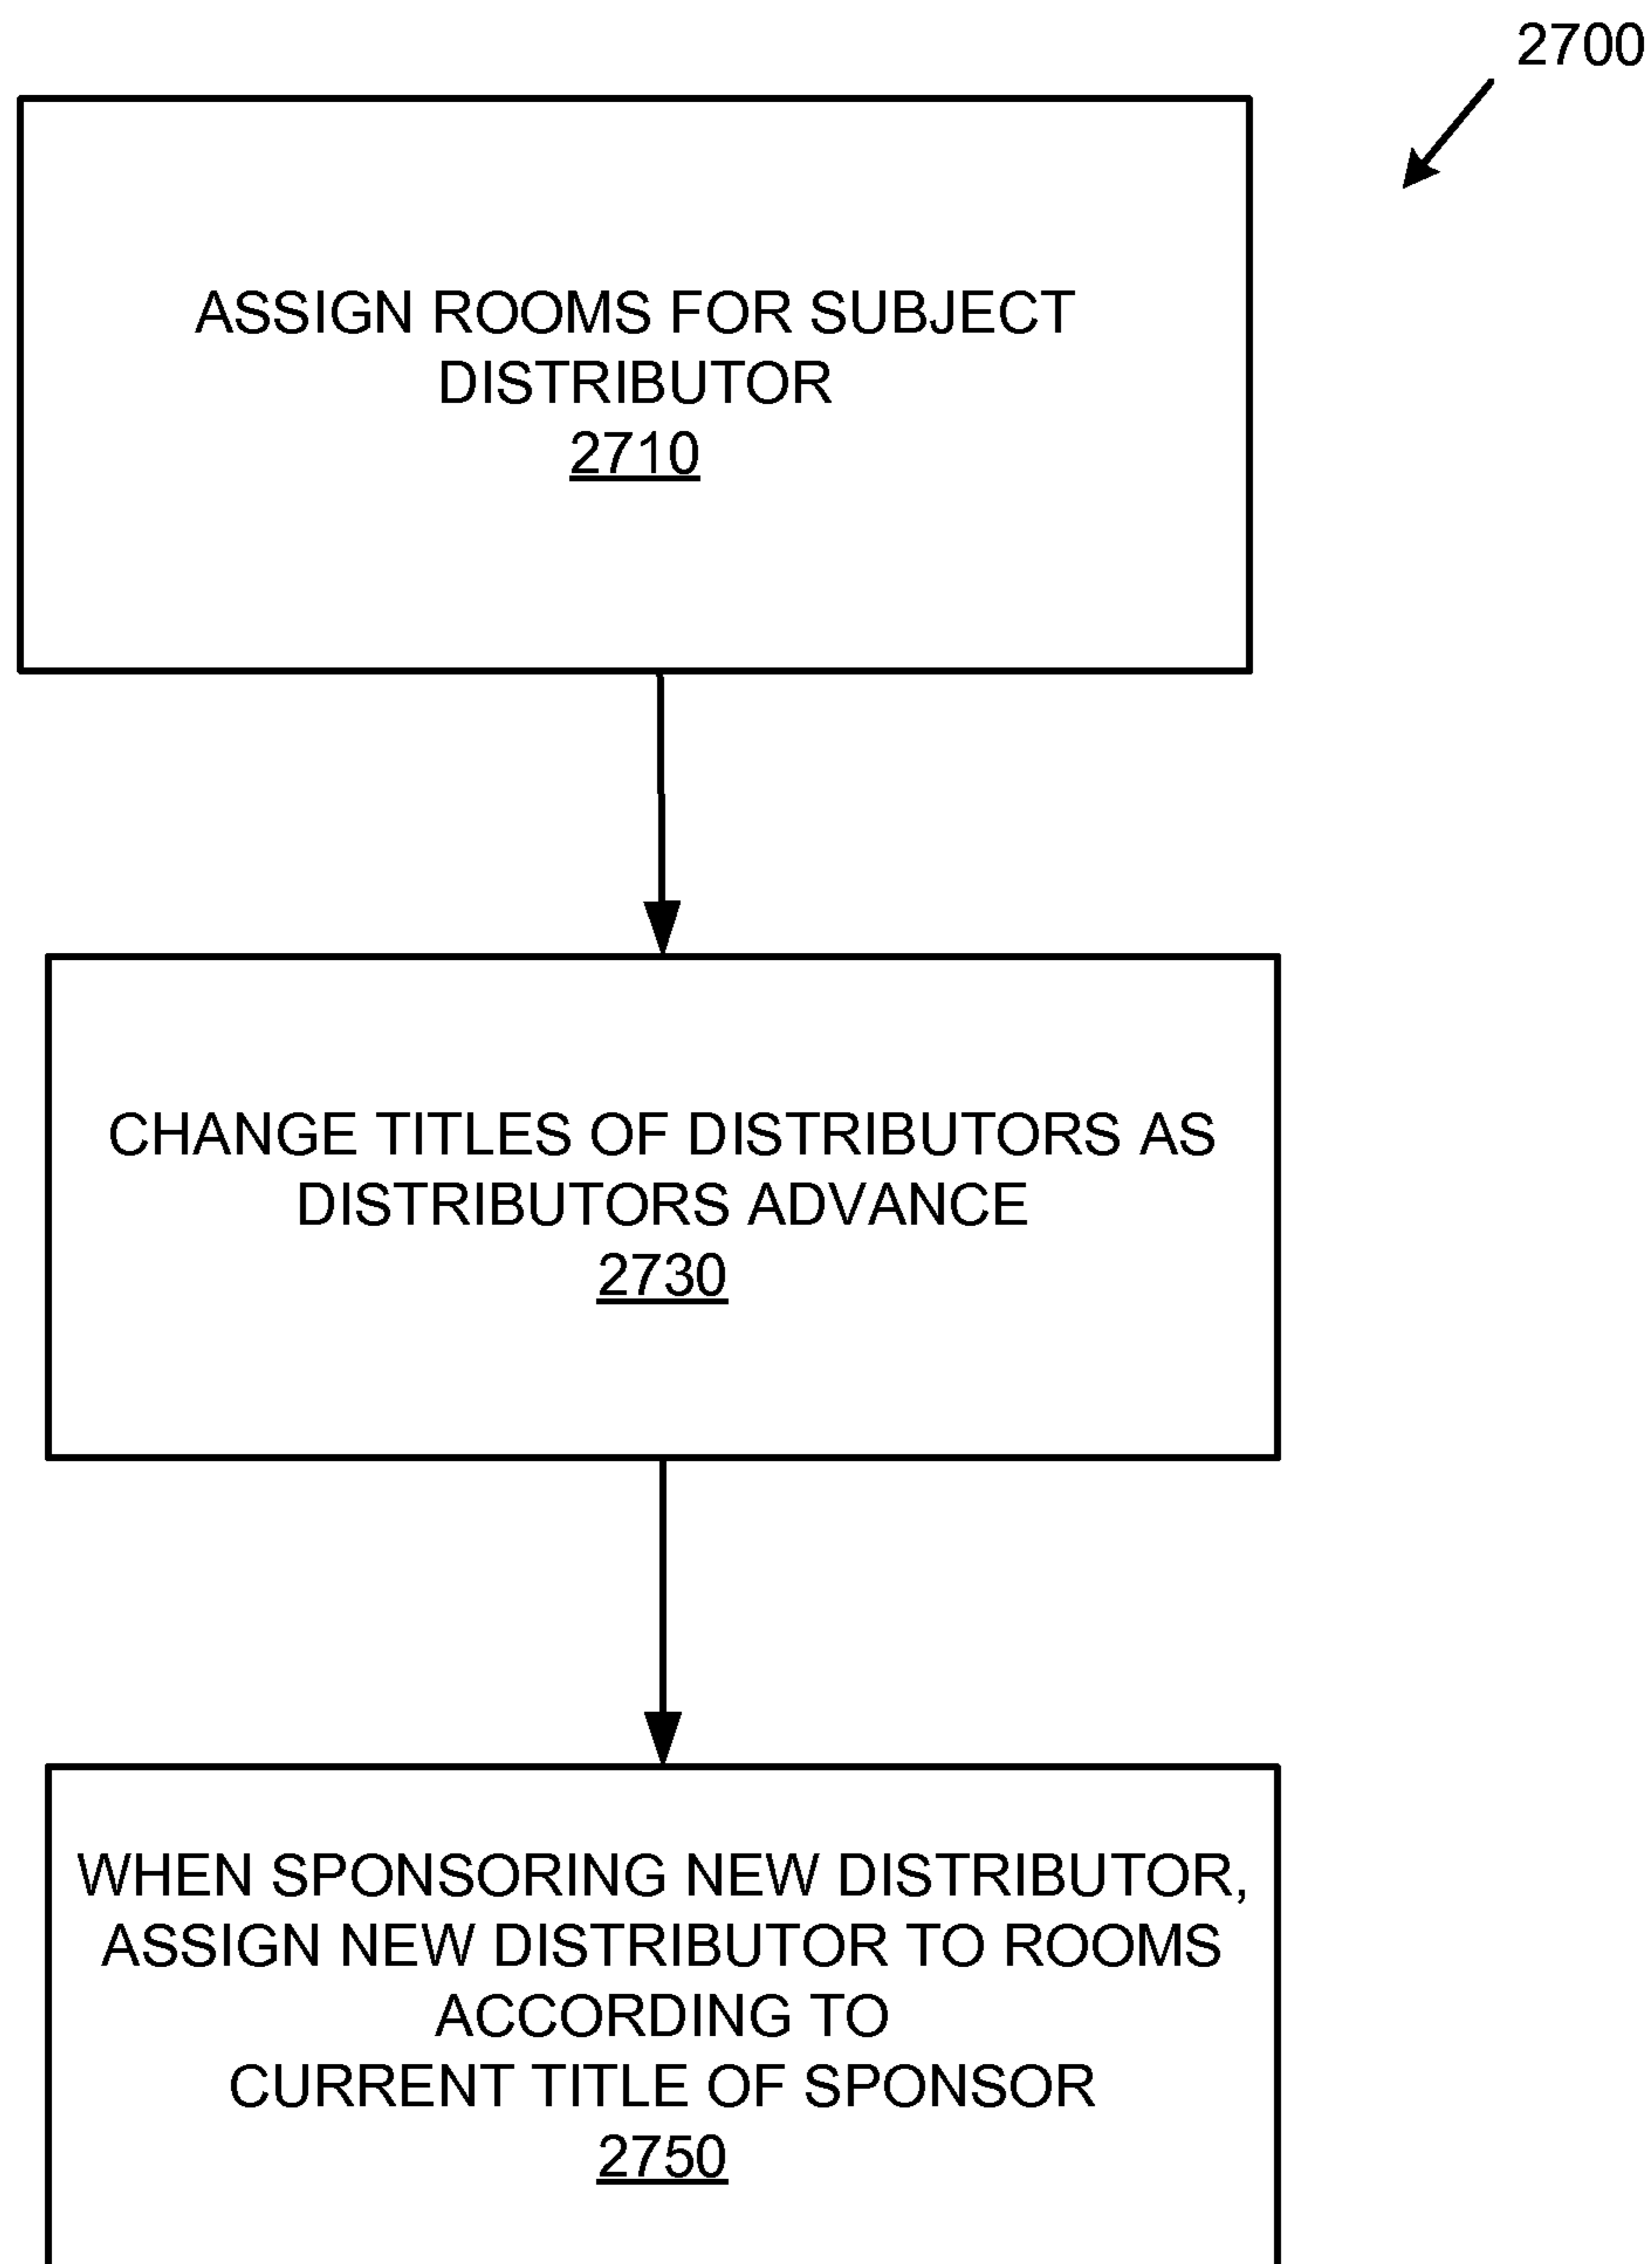 2700
ASSIGN ROOMS FOR SUBJECT
DISTRIBUTOR
2710
CHANGE TITLES OF DISTRIBUTORS AS
DISTRIBUTORS ADVANCE
2730
WHEN SPONSORING NEW DISTRIBUTOR,
ASSIGN NEW DISTRIBUTOR TO ROOMS
ACCORDING TO
CURRENT TITLE OF SPONSOR
2750